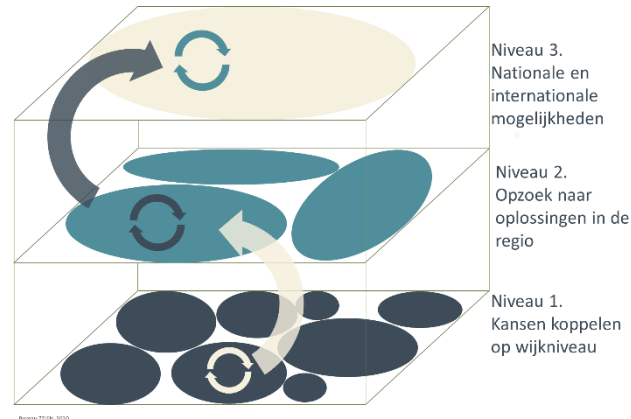 Niveau 3.
Nationale en
internationale
mogelijkheden
Niveau 2.
Opzoek naar
oplossingen in de
regio
Niveau 1.
Kansen koppelen
op wijkniveau